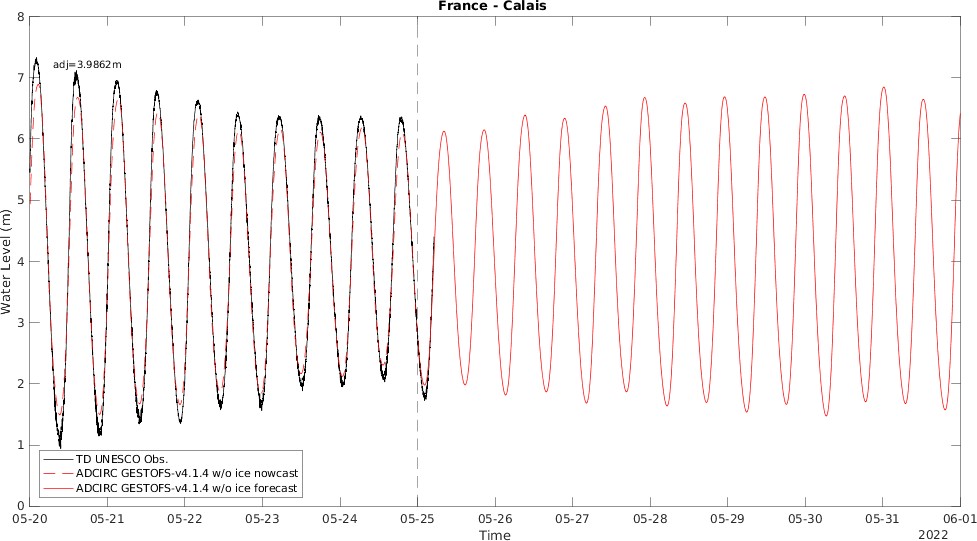 France - Calais
adj=3.9862m
Water Level (m)
8
7
6
5
4
3
2
1
0
TD UNESCO Obs.
ADCIRC GESTOFS-v4.1.4 w/o ice nowcast
ADCIRC GESTOFS-v4.1.4 w/o ice forecast
05-20 05-21 05-22 05-23 05-24 05-25 05-26 05-27 05-28 05-29 05-30 05-31 06-01
Time
2022